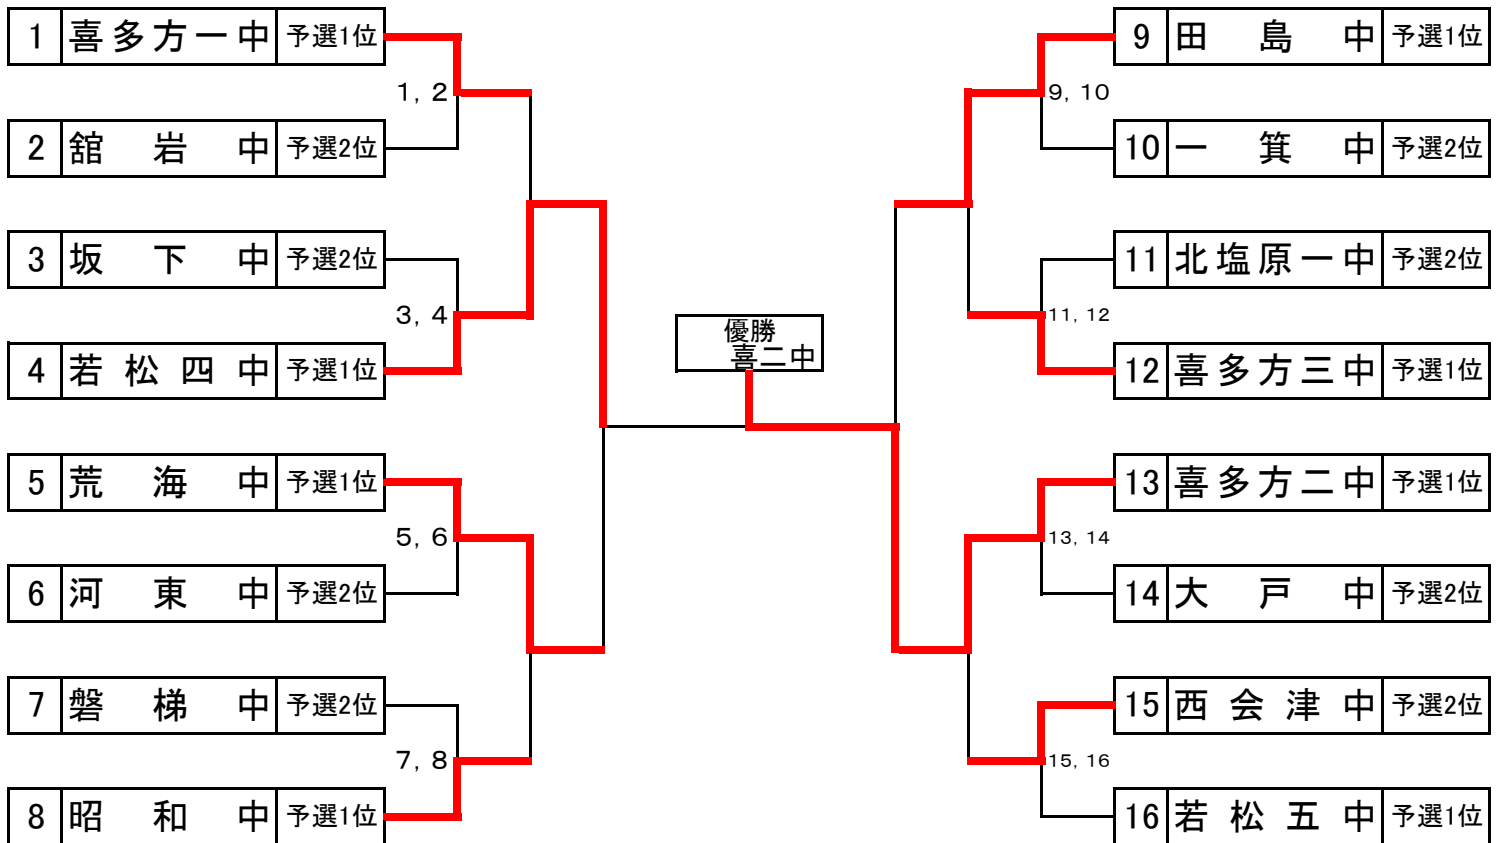 1 喜多方一中 予選1位
1, 2
2 舘岩中 予選2位
3 坂下中 予選2位
3, 4
4 若松四中 予選1位
5 荒海中 予選1位
5, 6
6 河東中 予選2位
7 磐梯中 予選2位
7, 8
8 昭和中 予選1位
優勝
喜二中
9 田島中 予選1位
9, 10
10 一箕中 予選2位
11 北塩原一中 予選2位
11, 12
12 喜多方三中 予選1位
13 喜多方二中 予選1位
13, 14
14 大戸中 予選2位
15 西会津中 予選2位
15, 16
16 若松五中 予選1位